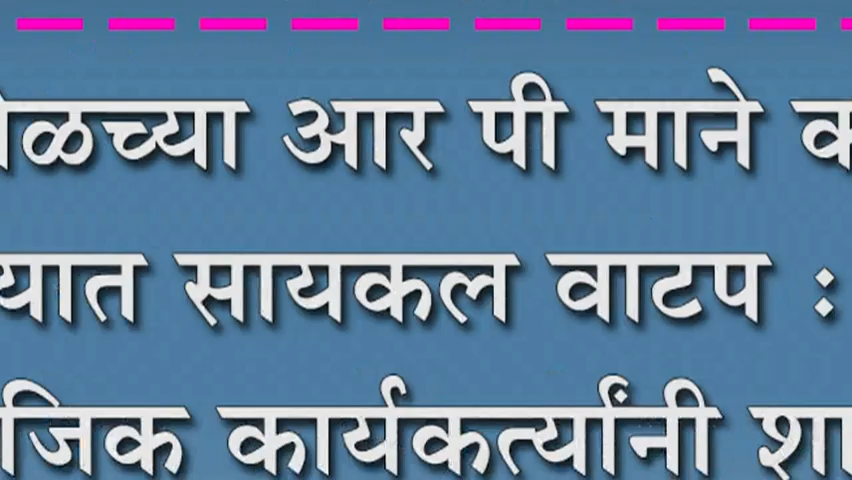 ळच्या आर पी माने
यात सायकल वाटप :
जिक कार्यकर्त्यांनी शा